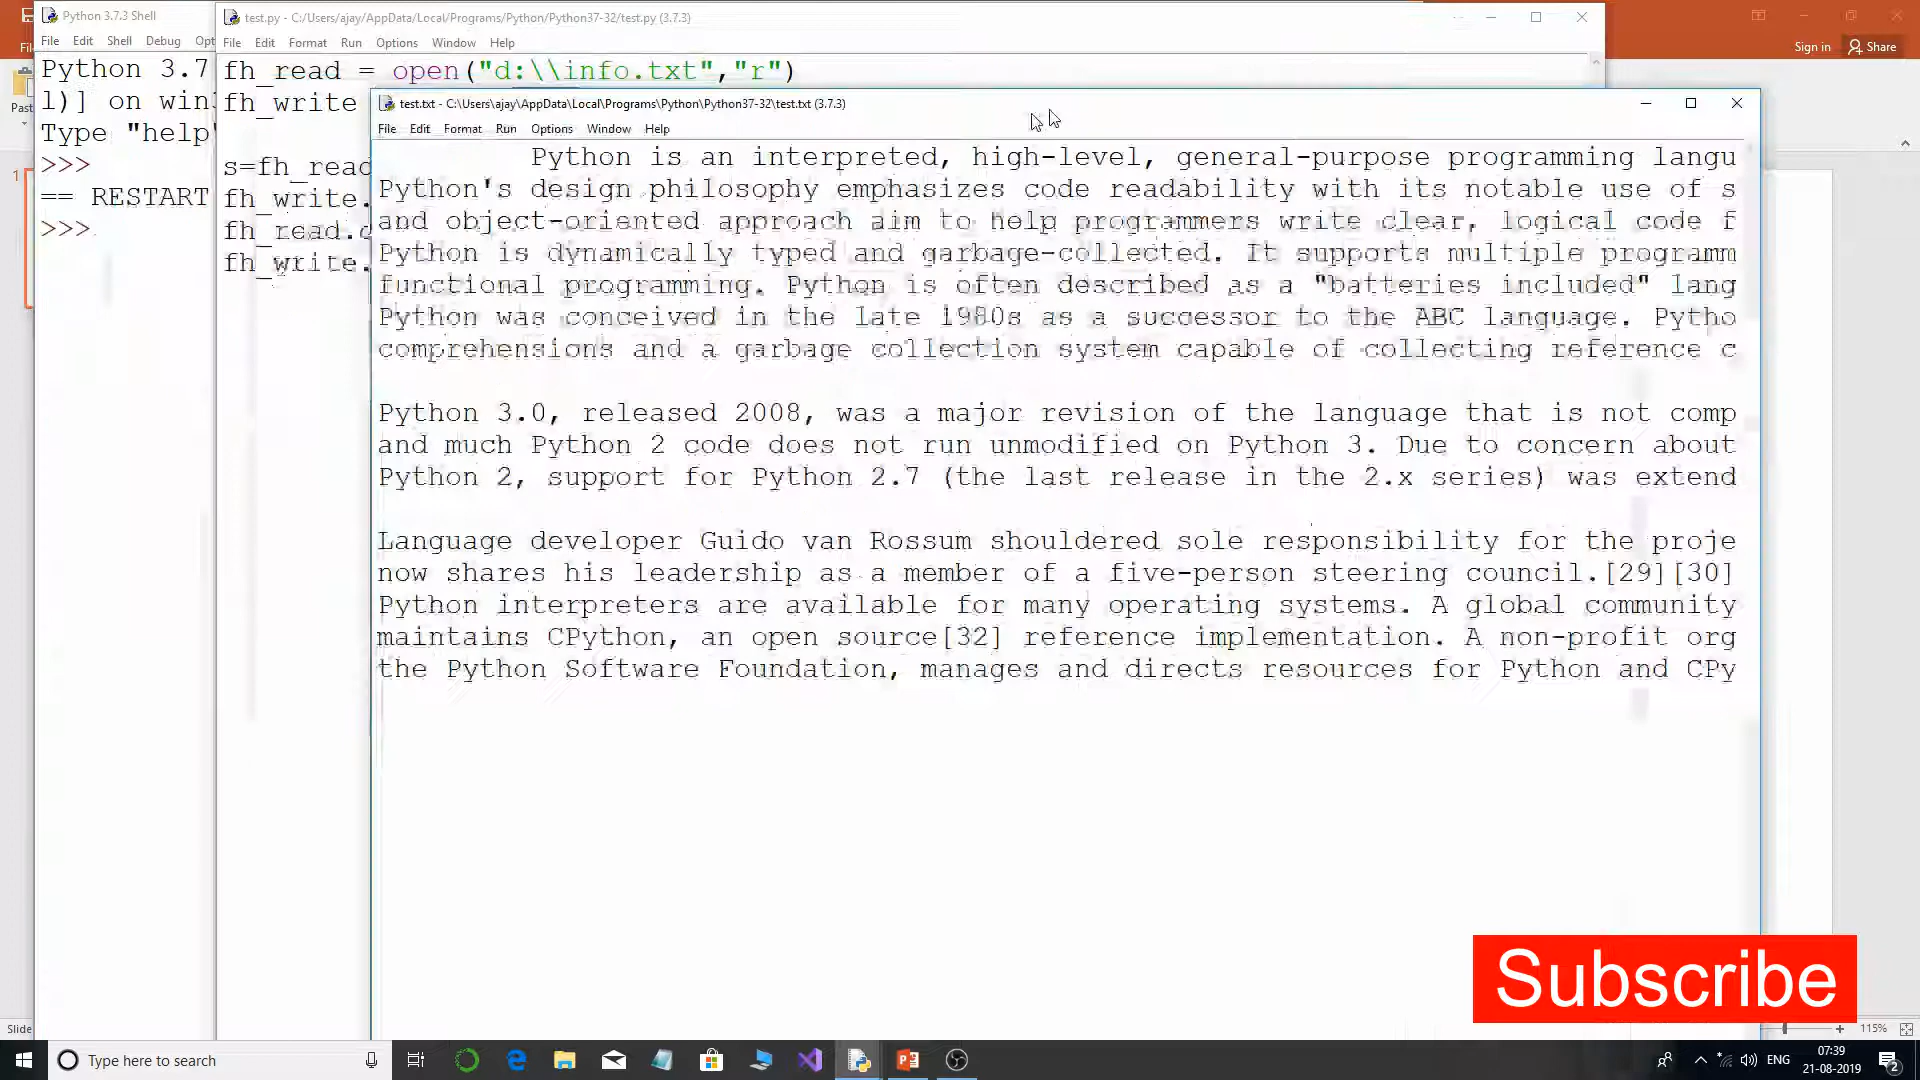 Python 3.7.3 Shell
File Edit Shell Debug Opt
Python 3.7
l)] on win3
Type "help"
>>>
== RESTART
>>>
test.py - C:/Users/ajay/AppData/Local/Programs/Python/Python37-32/test.py (3.7.3)
File Edit Format Run Options Window Help
fh_read = open("d:\\info.txt","r")
fh_write
s=fh_read
fh_write.
fh_read.c
fh_write.
test.txt - C:\Users\ajay\AppData\Local\Programs\Python\Python37-32\test.txt (3.7.3)
File Edit Format Run Options Window Help
Python is an interpreted, high-level, general-purpose programming langu
Python's design philosophy emphasizes code readability with its notable use of s
and object-oriented approach aim to help programmers write clear, logical code f
Python is dynamically typed and garbage-collected. It supports multiple programm
functional programming. Python is often described as a "batteries included" lang
Python was conceived in the late 1980s as a successor to the ABC language. Pytho
comprehensions and a garbage collection system capable of collecting reference c
Python 3.0, released 2008, was a major revision of the language that is not comp
and much Python 2 code does not run unmodified on Python 3. Due to concern about
Python 2, support for Python 2.7 (the last release in the 2.x series) was extend
Language developer Guido van Rossum shouldered sole responsibility for the proje
now shares his leadership as a member of a five-person steering council.[29][30]
Python interpreters are available for many operating systems. A global community
maintains CPython, an open source[32] reference implementation. A non-profit org
the Python Software Foundation, manages and directs resources for Python and CPy
Sign in Share
Fil
Past
1
Subscribe
Slide
115%
Type here to search
ENG
07:39
21-08-2019
2